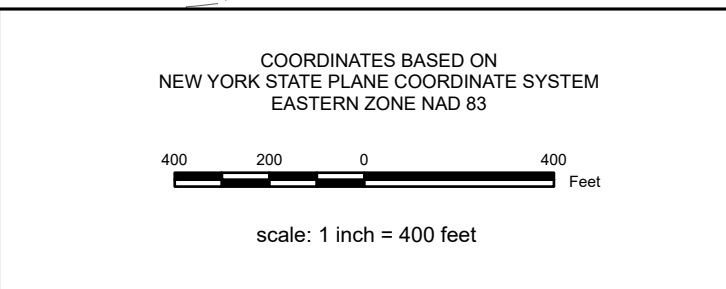 COORDINATES BASED ON
NEW YORK STATE PLANE COORDINATE SYSTEM
EASTERN ZONE NAD 83
400 200 0 400
Feet
scale: 1 inch = 400 feet